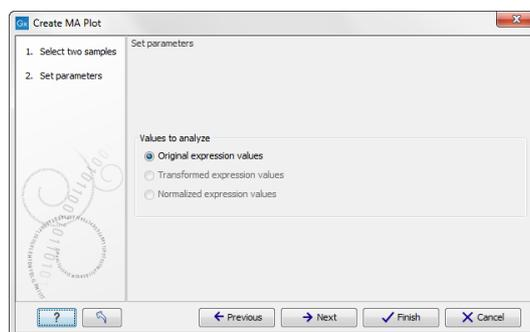 Gx Create MA Plot
1. Select two samples
2. Set parameters
Set parameters
Values to analyze
Original expression values
Transformed expression values
Normalized expression values
?
Previous
Next
Finish
Cancel